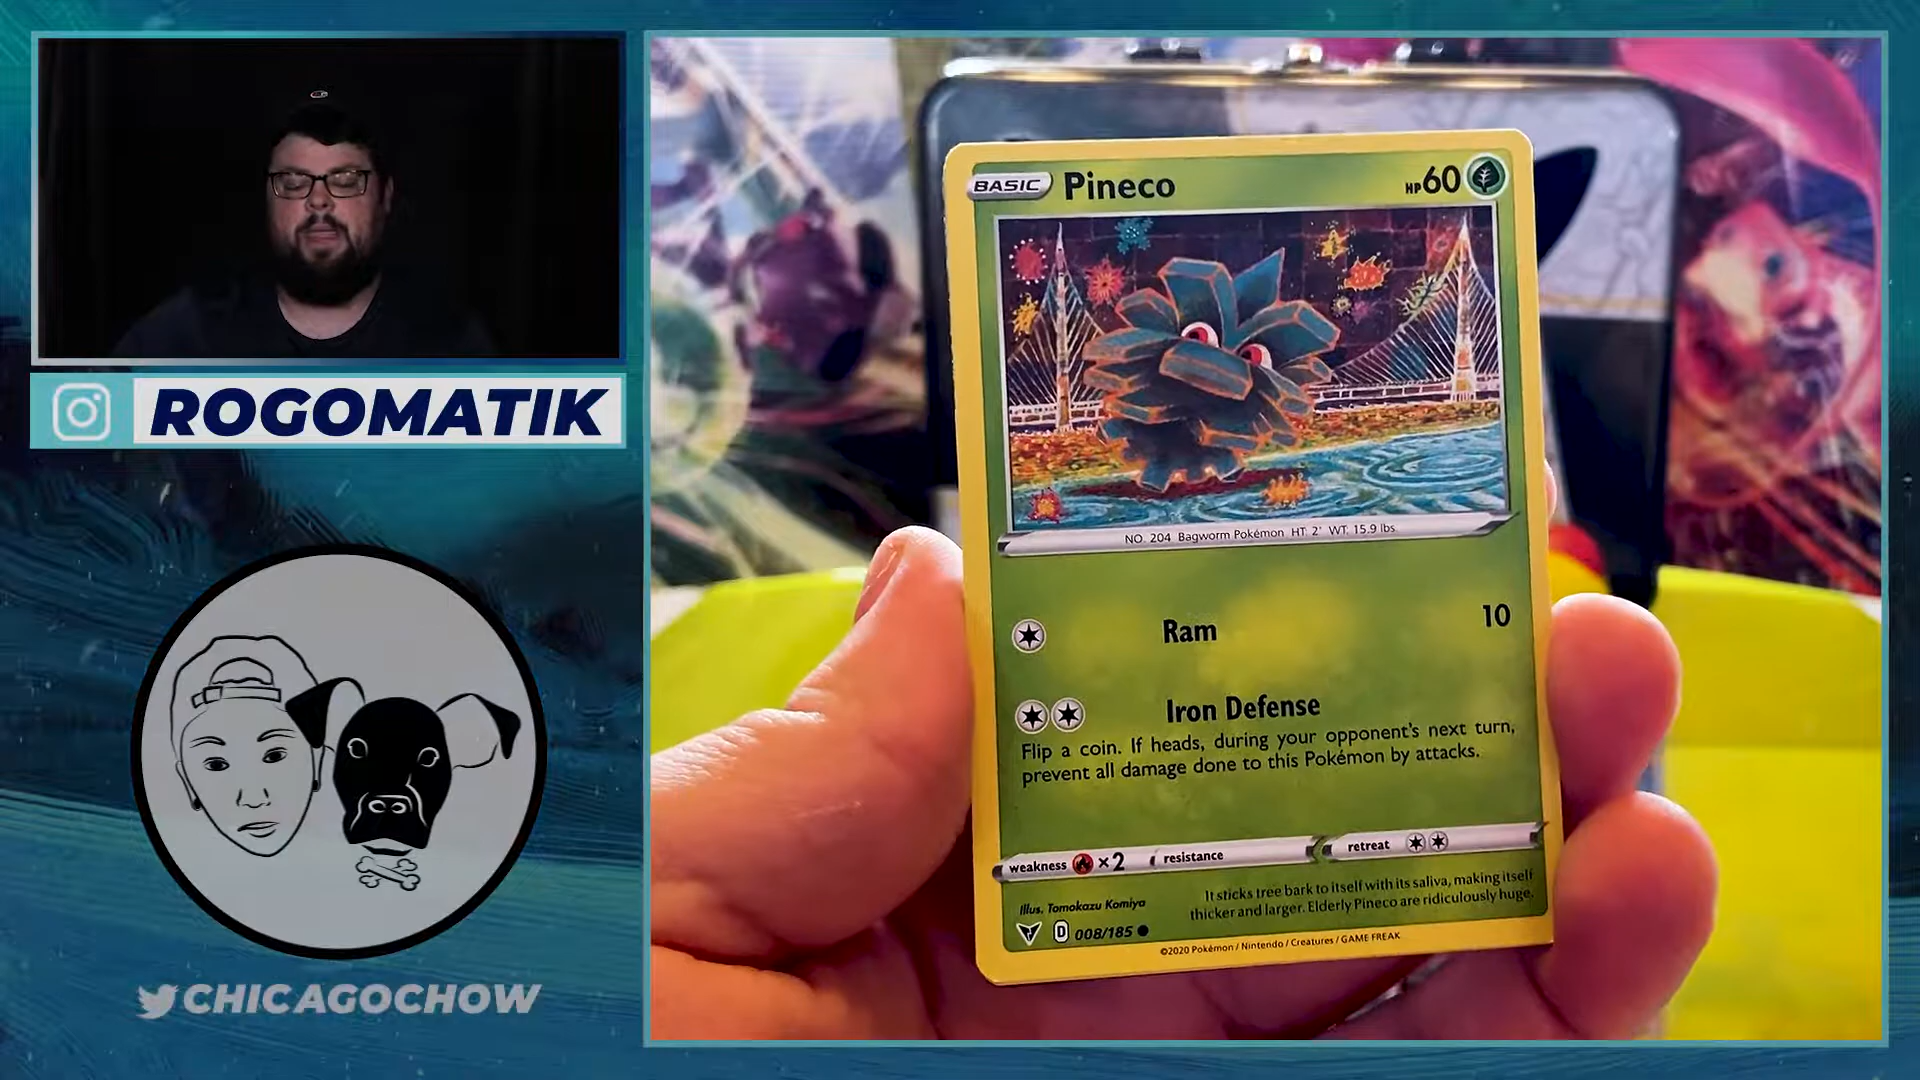 ROGOMATIK
CHICAGOCHOW
BASIC Pineco HP60
NO. 204 Bagworm Pokémon HT. 2' WT. 15.9 lbs.
Ram 10
Iron Defense
Flip a coin. If heads, during your opponent's next turn,
prevent all damage done to this Pokémon by attacks.
weakness ×2 resistance retreat
Illus. Tomokazu Komiya
It sticks tree bark to itself with its saliva, making itself
thicker and larger. Elderly Pineco are ridiculously huge.
D 008/185
©2020 Pokémon / Nintendo / Creatures / GAME FREAK